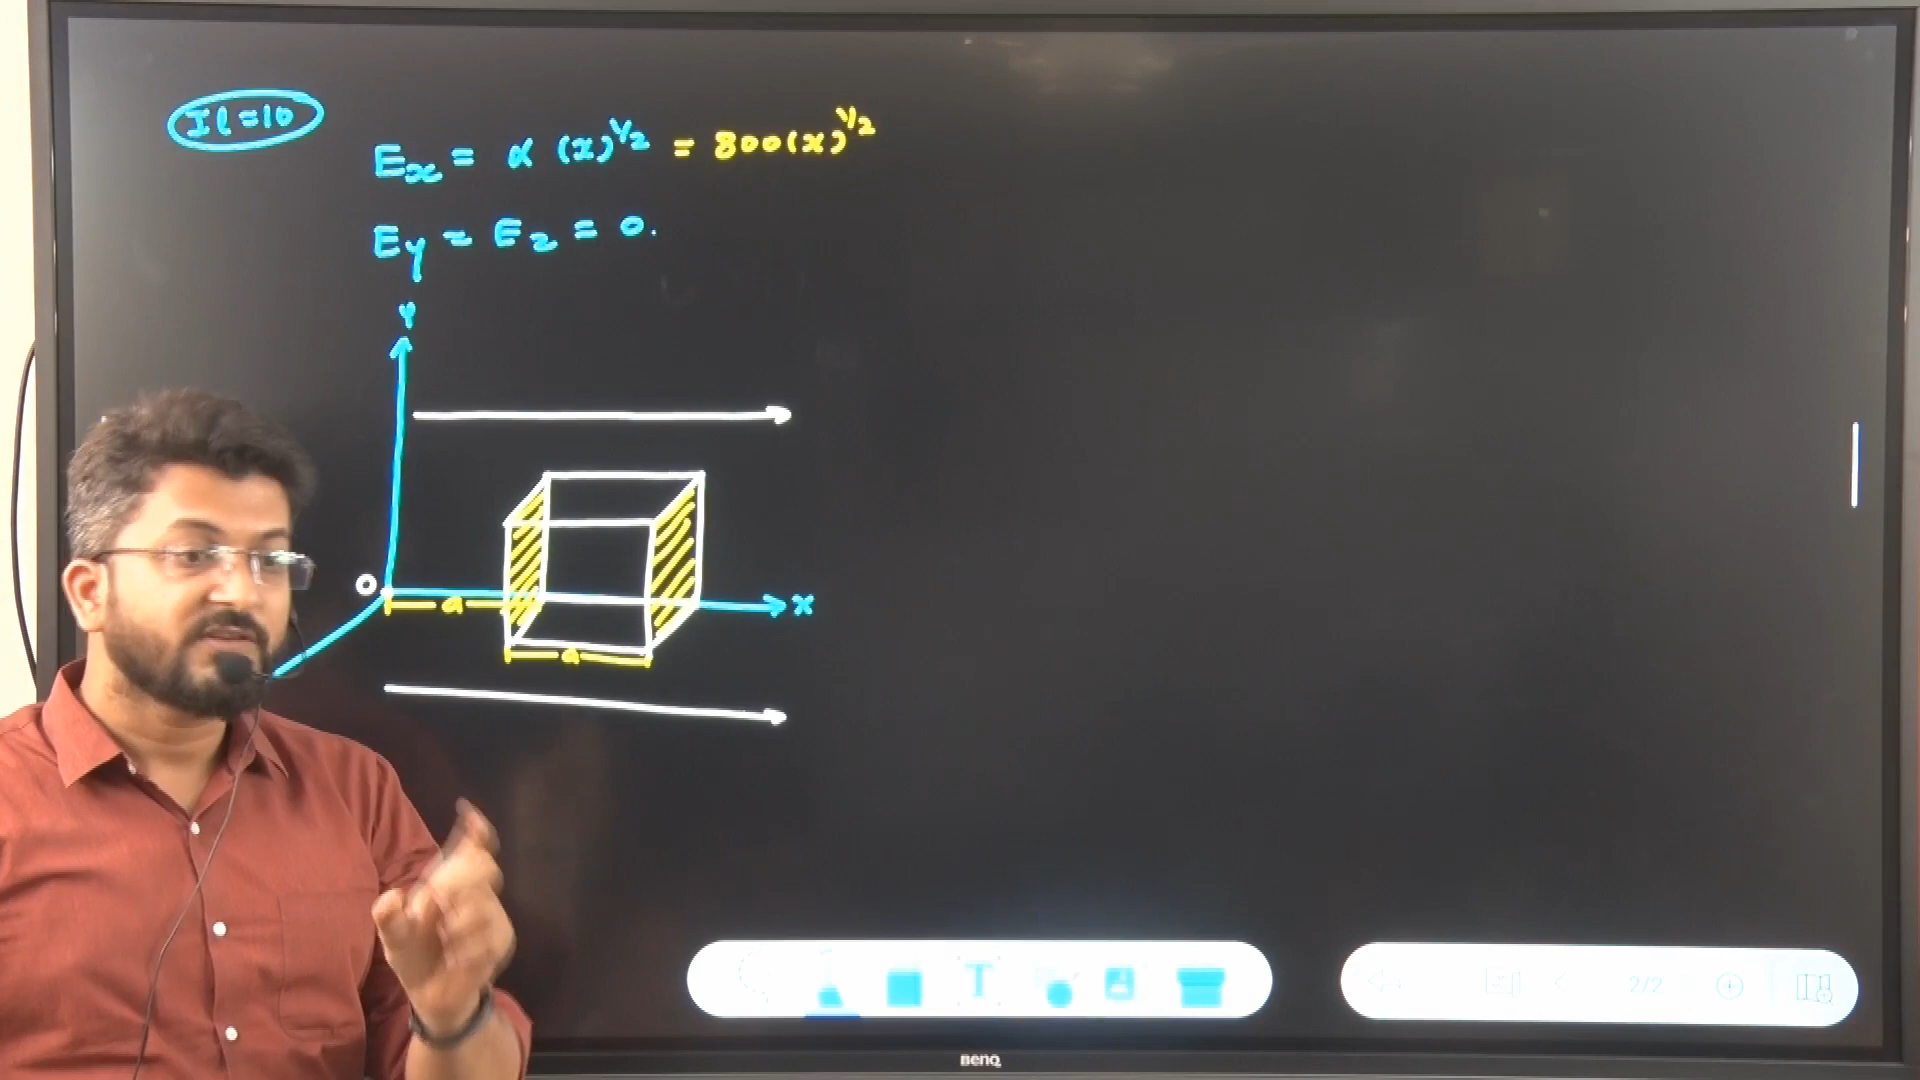 Il=10
Ex = α (x)^1/2 = 800(x)^1/2
Ey = Ez = 0.
Y
O
a
x
a
T
2/2
BenQ